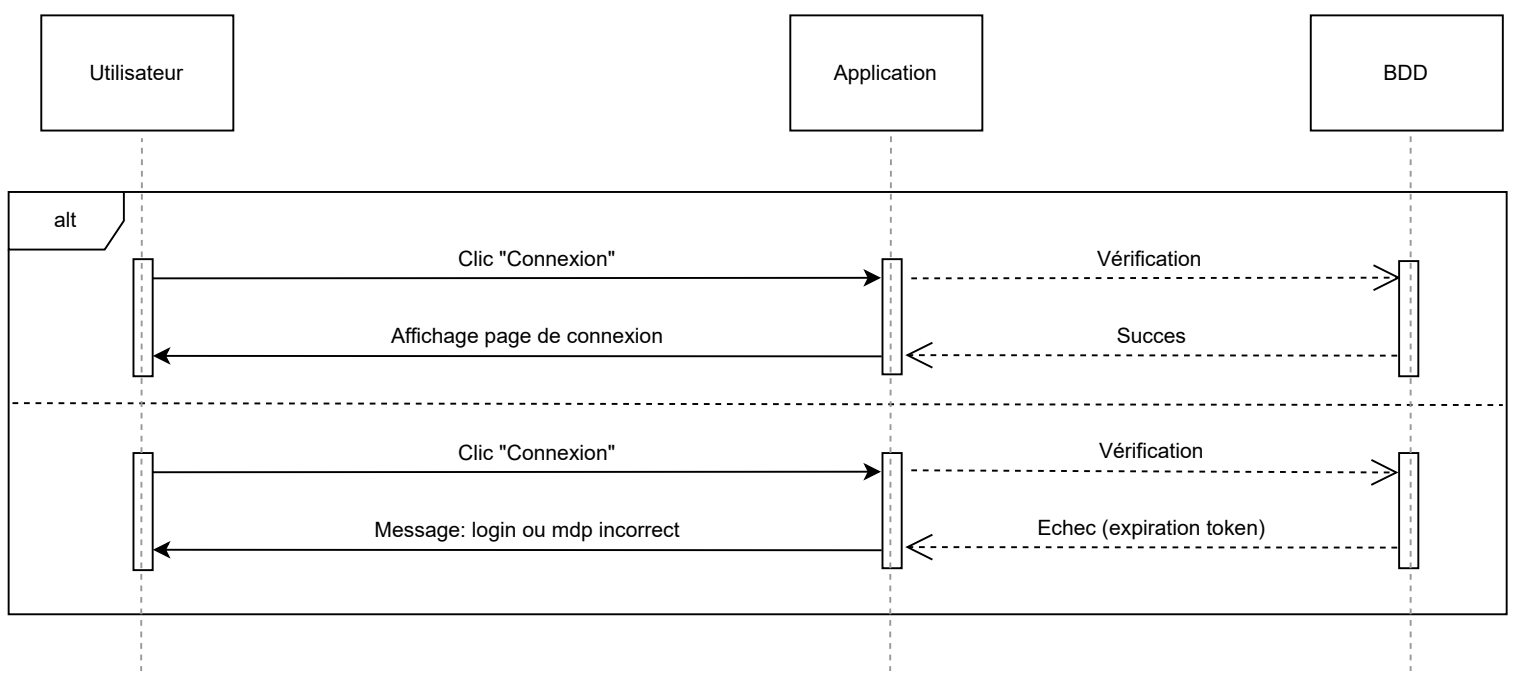 Utilisateur
Application
BDD
alt
Clic "Connexion"
Vérification
Affichage page de connexion
Succes
Clic "Connexion"
Vérification
Message: login ou mdp incorrect
Echec (expiration token)